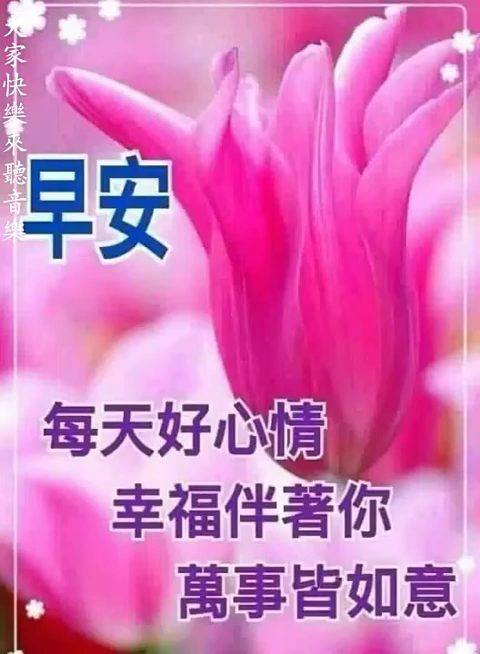 大家快樂來聽音樂
早安
每天好心情
幸福伴著你
萬事皆如意